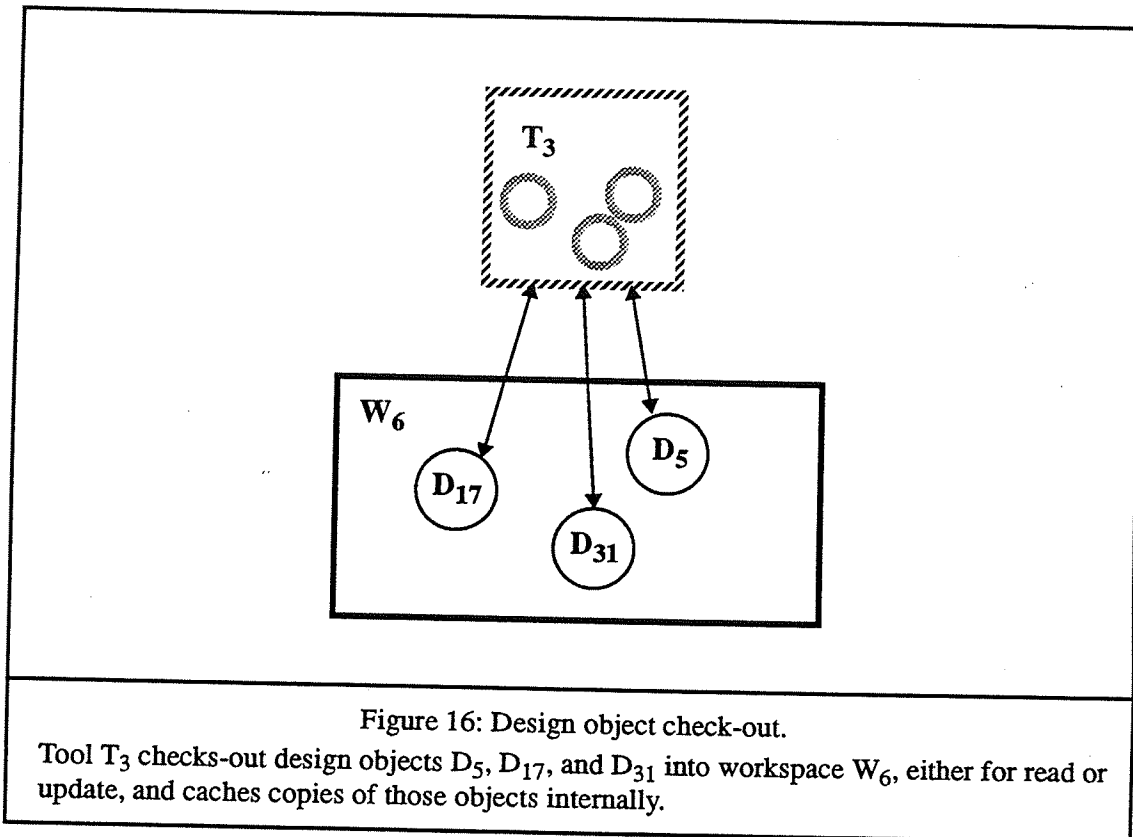 T3
W6
D5
D17
D31
Figure 16: Design object check-out.
Tool T3 checks-out design objects D5, D17, and D31 into workspace W6, either for read or
update, and caches copies of those objects internally.